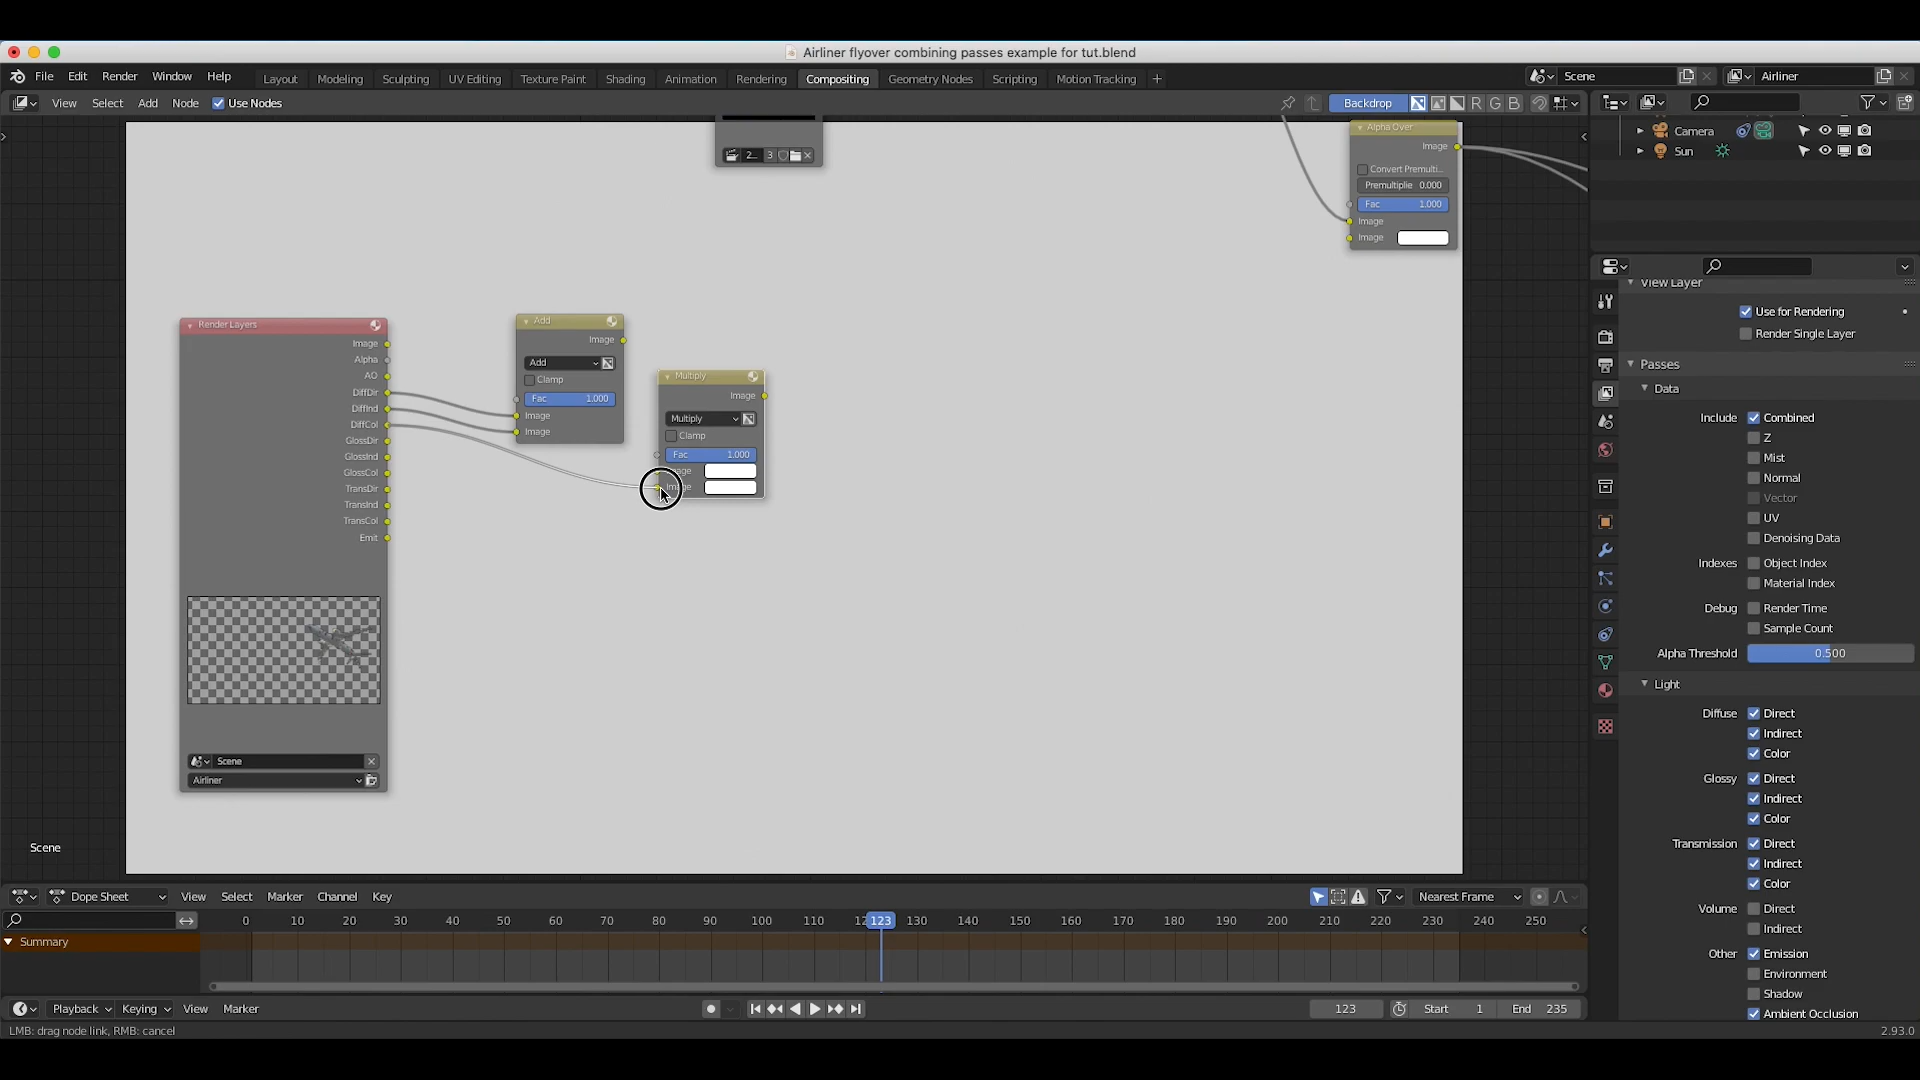 Airliner flyover combining passes example for tut.blend
File Edit Render Window Help
Layout Modeling Sculpting UV Editing Texture Paint Shading Animation Rendering Compositing Geometry Nodes Scripting Motion Tracking +
Scene
Airliner
View Select Add Node Use Nodes
Backdrop R G B
Camera
Sun
2... 3
Alpha Over
Image
Convert Premulti...
Premultiplie 0.000
Fac 1.000
Image
Image
Render Layers
Image
Alpha
AO
DiffDir
DiffInd
DiffCol
GlossDir
GlossInd
GlossCol
TransDir
TransInd
TransCol
Emit
Scene
Airliner
Add
Image
Add
Clamp
Fac 1.000
Image
Image
Multiply
Image
Multiply
Clamp
Fac 1.000
Image
Image
Scene
View Layer
Use for Rendering
Render Single Layer
Passes
Data
Include Combined
Z
Mist
Normal
Vector
UV
Denoising Data
Indexes Object Index
Material Index
Debug Render Time
Sample Count
Alpha Threshold 0.500
Light
Diffuse Direct
Indirect
Color
Glossy Direct
Indirect
Color
Transmission Direct
Indirect
Color
Volume Direct
Indirect
Other Emission
Environment
Shadow
Ambient Occlusion
Dope Sheet View Select Marker Channel Key
Nearest Frame
0 10 20 30 40 50 60 70 80 90 100 110 123 130 140 150 160 170 180 190 200 210 220 230 240 250
Summary
Playback Keying View Marker
123 Start 1 End 235
LMB: drag node link, RMB: cancel
2.93.0